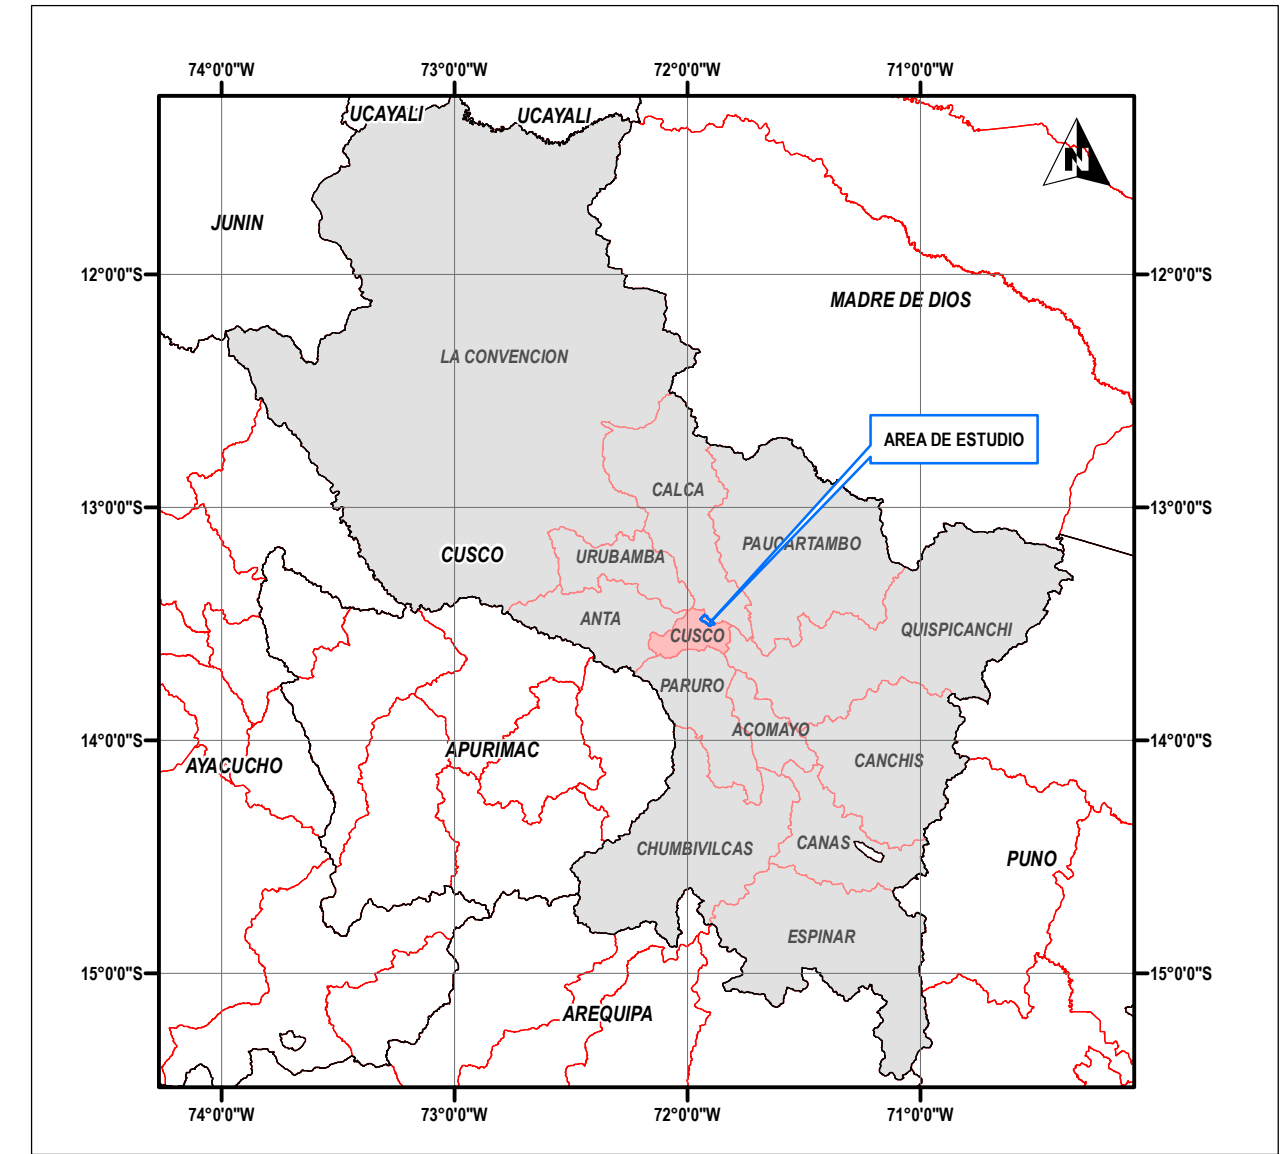 74°0'0"W 73°0'0"W 72°0'0"W 71°0'0"W
UCAYALI UCAYALI
N
JUNIN
12°0'0"S 12°0'0"S
MADRE DE DIOS
LA CONVENCION
AREA DE ESTUDIO
CALCA
13°0'0"S 13°0'0"S
PAUCARTAMBO
CUSCO URUBAMBA
ANTA
QUISPICANCHI
CUSCO
PARURO
ACOMAYO
14°0'0"S 14°0'0"S
APURIMAC
CANCHIS
AYACUCHO
CANAS
CHUMBIVILCAS
PUNO
ESPINAR
15°0'0"S 15°0'0"S
AREQUIPA
74°0'0"W 73°0'0"W 72°0'0"W 71°0'0"W